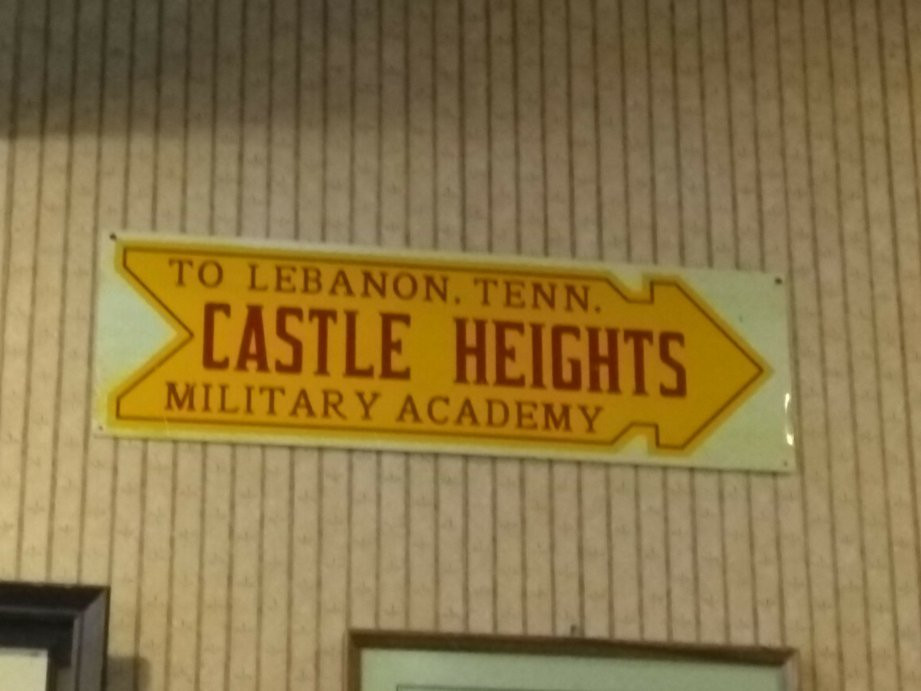 TO LEBANON. TENN.
CASTLE HEIGHTS
MILITARY ACADEMY